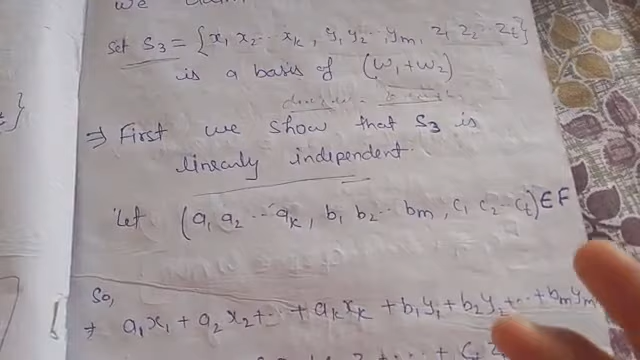 we
Set S₃ = {x₁ x₂ ... xₖ, y₁ y₂ ... yₘ, z₁ z₂ ... zₜ}
is a basis of (W₁+W₂)
⇒ First we show that S₃ is
linearly independent.
Let (a₁ a₂ ... aₖ, b₁ b₂ ... bₘ, c₁ c₂ ... cₜ) ∈ F
So,
⇒ a₁x₁ + a₂x₂ + ... + aₖxₖ + b₁y₁ + b₂y₂ + ... + bₘyₘ